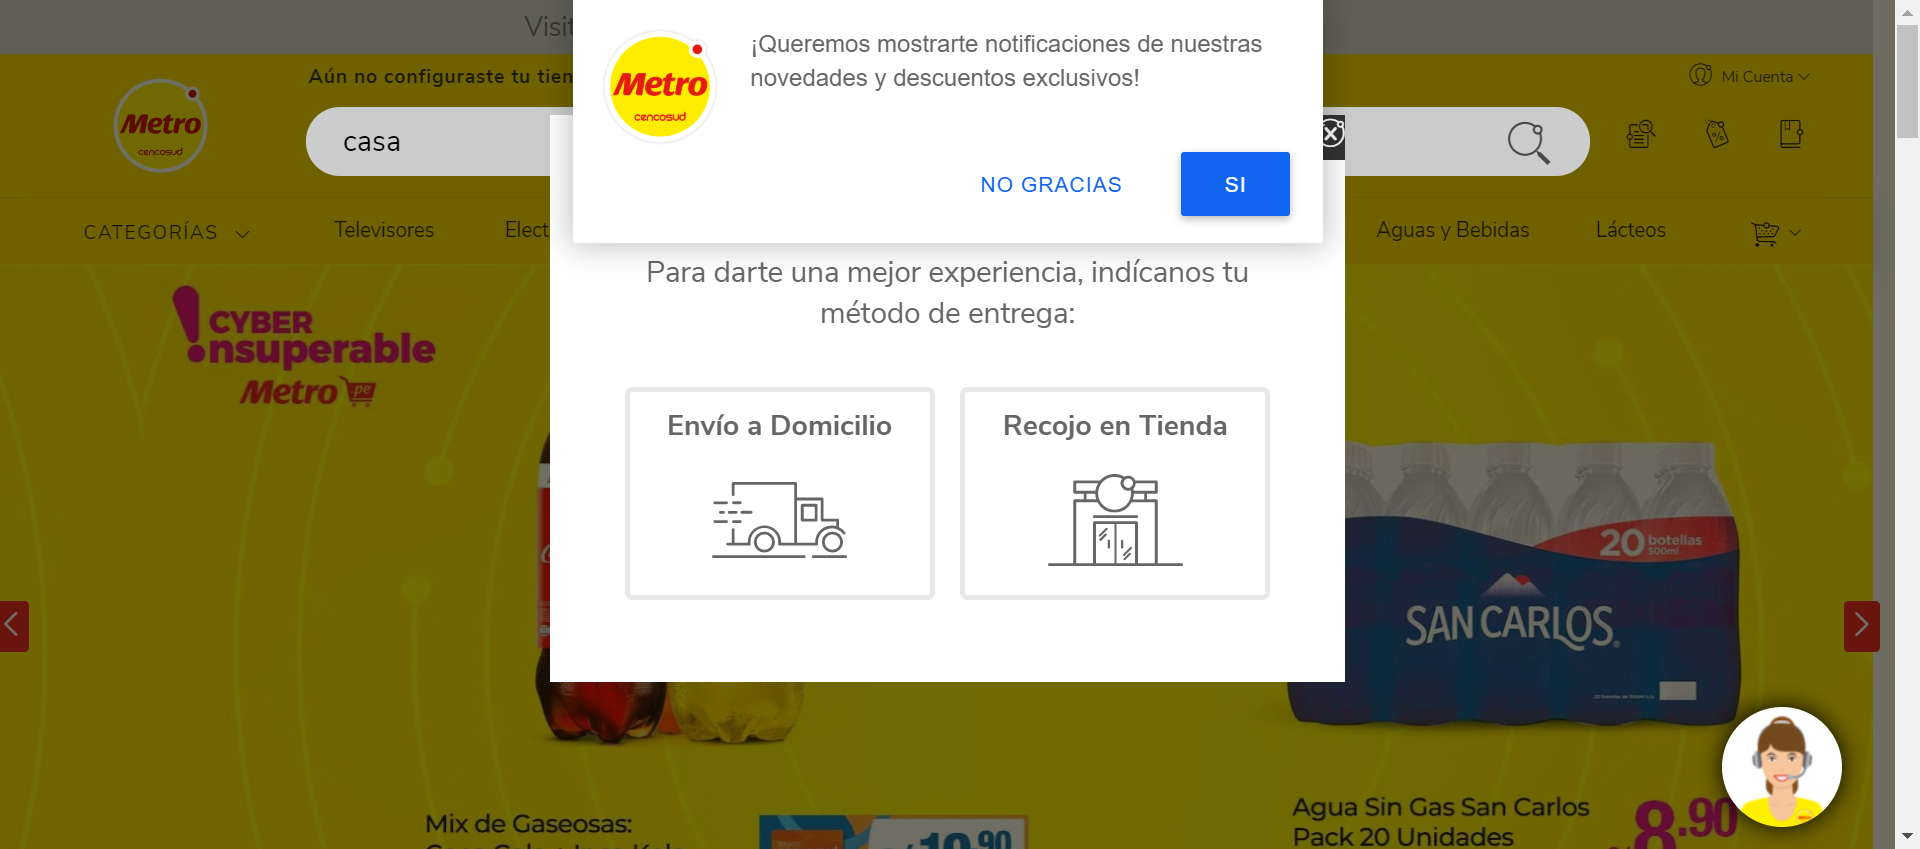 Visit
¡Queremos mostrarte notificaciones de nuestras
novedades y descuentos exclusivos!
NO GRACIAS
SI
Metro
cencosud
Aún no configuraste tu tien
Mi Cuenta
Metro
cencosud
casa
CATEGORÍAS
Televisores
Elect
Aguas y Bebidas
Lácteos
Para darte una mejor experiencia, indícanos tu
método de entrega:
Envío a Domicilio
Recojo en Tienda
CYBER
!nsuperable
Metro .pe
20 botellas
500ml
SAN CARLOS
Mix de Gaseosas:
Agua Sin Gas San Carlos
Pack 20 Unidades
8.90